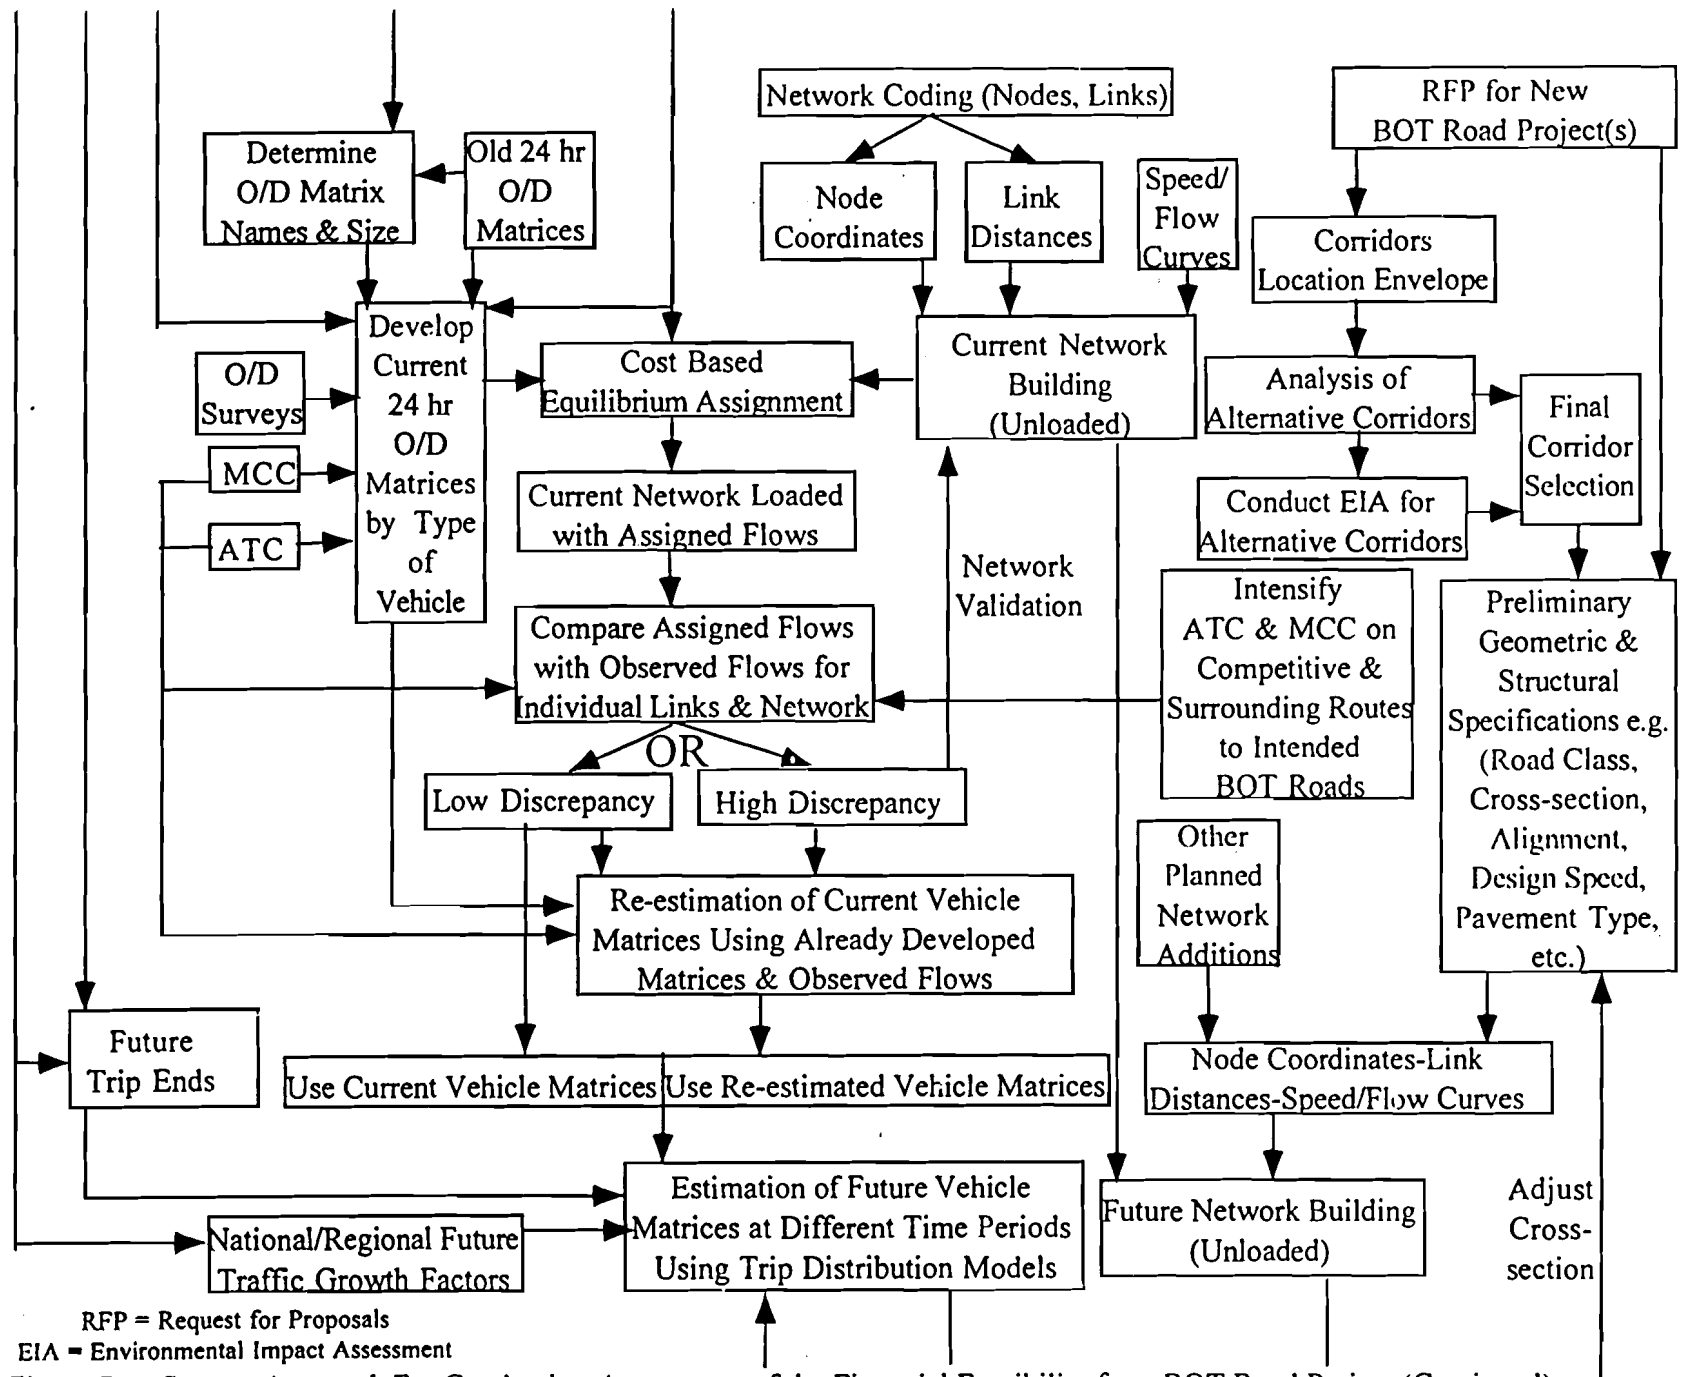 Network Coding (Nodes, Links)
RFP for New
BOT Road Project(s)
Determine
O/D Matrix
Names & Size
Old 24 hr
O/D
Matrices
Node
Coordinates
Link
Distances
Speed/
Flow
Curves
Corridors
Location Envelope
Develop
Current
24 hr
O/D
Matrices
by Type
of
Vehicle
O/D
Surveys
MCC
ATC
Cost Based
Equilibrium Assignment
Current Network
Building
(Unloaded)
Analysis of
Alternative Corridors
Final
Corridor
Selection
Current Network Loaded
with Assigned Flows
Conduct EIA for
Alternative Corridors
Network
Validation
Intensify
ATC & MCC on
Competitive &
Surrounding Routes
to Intended
BOT Roads
Preliminary
Geometric &
Structural
Specifications e.g.
(Road Class,
Cross-section,
Alignment,
Design Speed,
Pavement Type,
etc.)
Compare Assigned Flows
with Observed Flows for
Individual Links & Network
OR
Low Discrepancy
High Discrepancy
Other
Planned
Network
Additions
Re-estimation of Current Vehicle
Matrices Using Already Developed
Matrices & Observed Flows
Future
Trip Ends
Use Current Vehicle Matrices
Use Re-estimated Vehicle Matrices
Node Coordinates-Link
Distances-Speed/Flow Curves
Estimation of Future Vehicle
Matrices at Different Time Periods
Using Trip Distribution Models
Future Network Building
(Unloaded)
Adjust
Cross-
section
National/Regional Future
Traffic Growth Factors
RFP = Request for Proposals
EIA = Environmental Impact Assessment